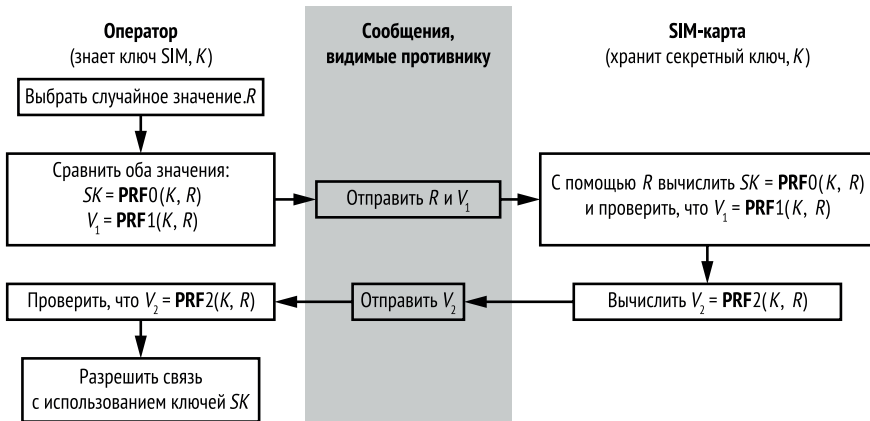 Оператор
(знает ключ SIM, K)
Сообщения,
видимые противнику
SIM-карта
(хранит секретный ключ, K)
Выбрать случайное значение.R
Сравнить оба значения:
SK = PRF0(K, R)
V₁ = PRF1(K, R)
Отправить R и V₁
С помощью R вычислить SK = PRF0(K, R)
и проверить, что V₁ = PRF1(K, R)
Проверить, что V₂ = PRF2(K, R)
Отправить V₂
Вычислить V₂ = PRF2(K, R)
Разрешить связь
с использованием ключей SK